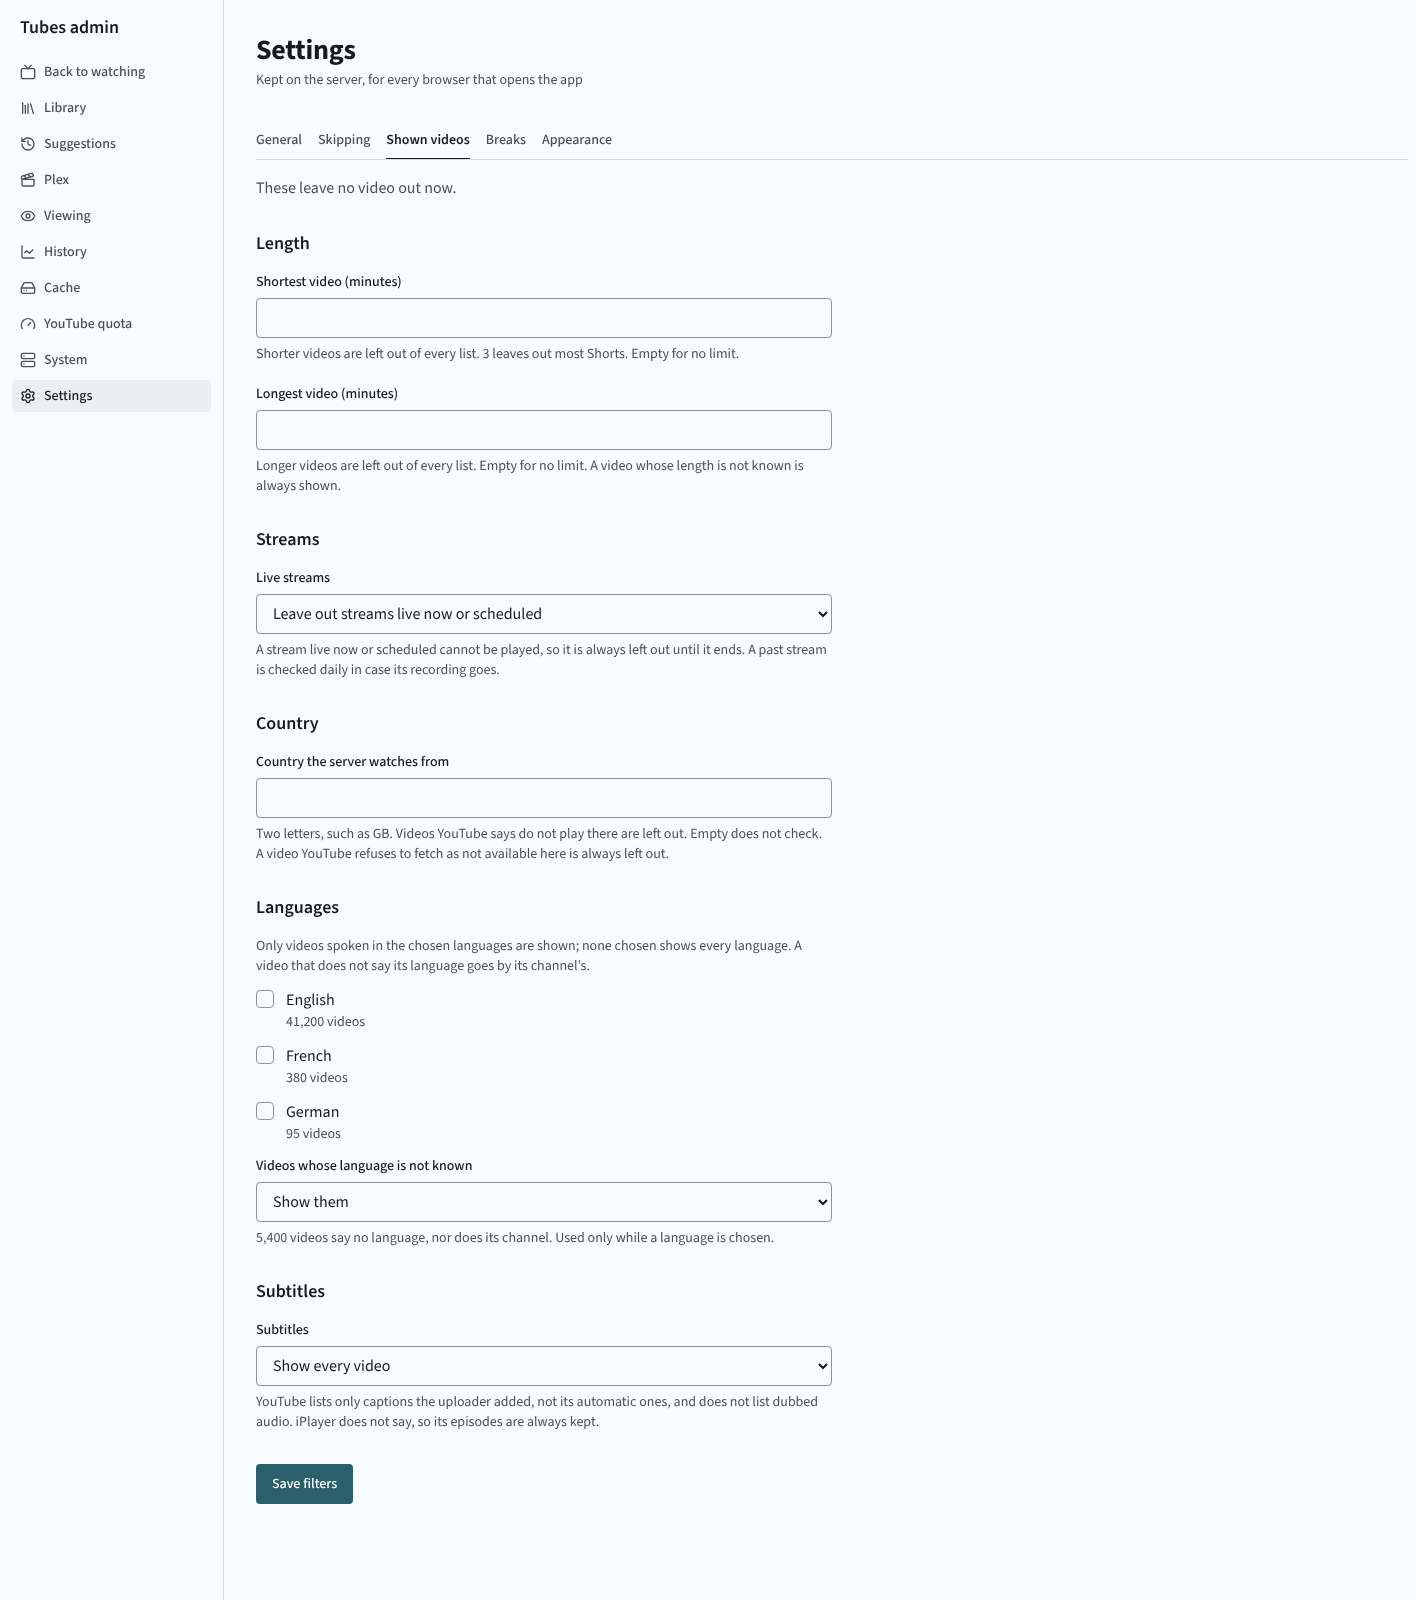 Tubes admin
Back to watching
Library
Suggestions
Plex
Viewing
History
Cache
YouTube quota
System
Settings
Settings
Kept on the server, for every browser that opens the app
General
Skipping
Shown videos
Breaks
Appearance
These leave no video out now.
Length
Shortest video (minutes)
Shorter videos are left out of every list. 3 leaves out most Shorts. Empty for no limit.
Longest video (minutes)
Longer videos are left out of every list. Empty for no limit. A video whose length is not known is
always shown.
Streams
Live streams
Leave out streams live now or scheduled
A stream live now or scheduled cannot be played, so it is always left out until it ends. A past stream
is checked daily in case its recording goes.
Country
Country the server watches from
Two letters, such as GB. Videos YouTube says do not play there are left out. Empty does not check.
A video YouTube refuses to fetch as not available here is always left out.
Languages
Only videos spoken in the chosen languages are shown; none chosen shows every language. A
video that does not say its language goes by its channel's.
English
41,200 videos
French
380 videos
German
95 videos
Videos whose language is not known
Show them
5,400 videos say no language, nor does its channel. Used only while a language is chosen.
Subtitles
Subtitles
Show every video
YouTube lists only captions the uploader added, not its automatic ones, and does not list dubbed
audio. iPlayer does not say, so its episodes are always kept.
Save filters